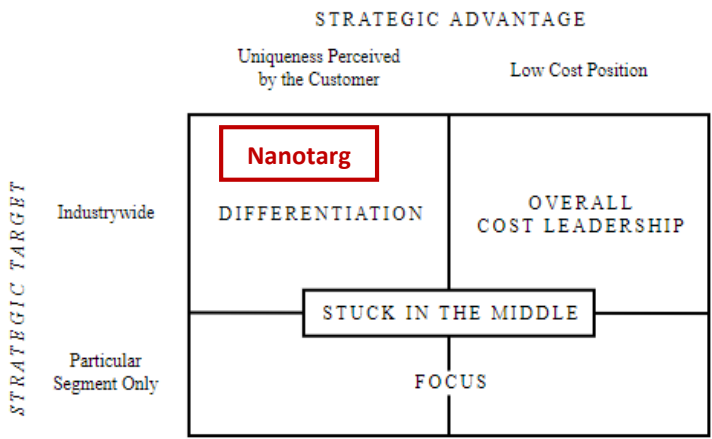 STRATEGIC ADVANTAGE
Uniqueness Perceived
by the Customer
Low Cost Position
STRATEGIC TARGET
Industrywide
Nanotarg
DIFFERENTIATION
OVERALL
COST LEADERSHIP
STUCK IN THE MIDDLE
Particular
Segment Only
FOCUS